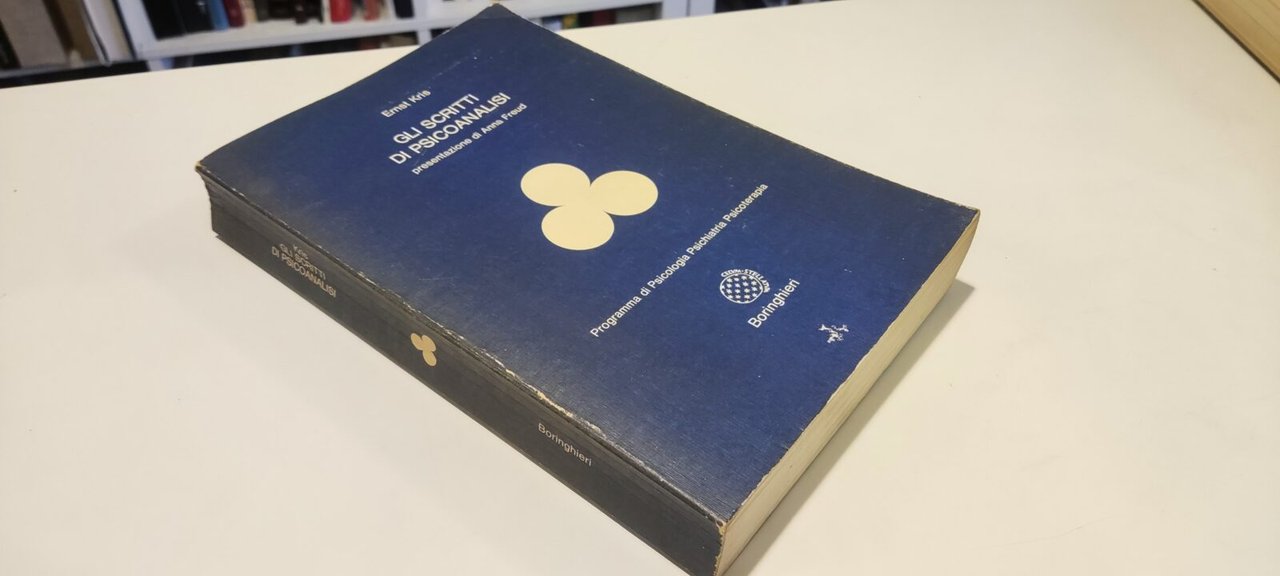 Ernst Kris
GLI SCRITTI
DI PSICOANALISI
presentazione di Anna Freud
Programma di Psicologia Psichiatria Psicoterapia
Boringhieri
Kris
GLI SCRITTI
DI PSICOANALISI
Boringhieri